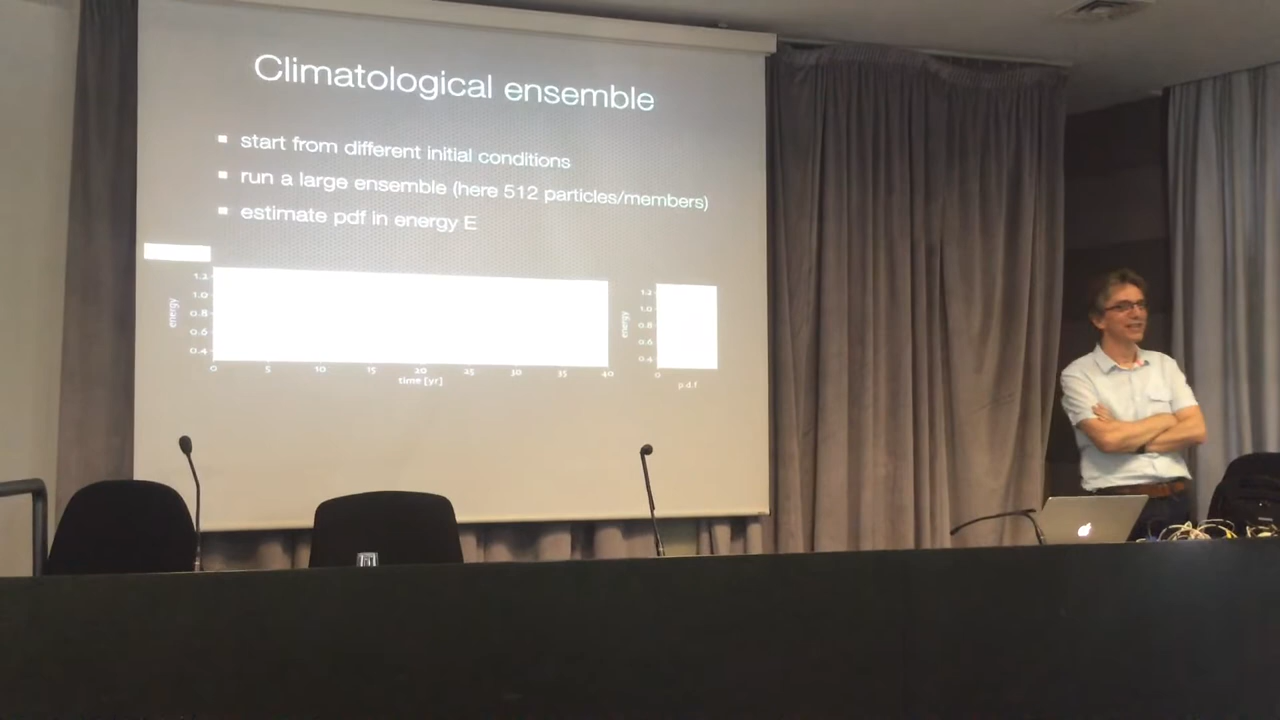 Climatological ensemble
start from different initial conditions
run a large ensemble (here 512 particles/members)
estimate pdf in energy E
energy
1.2
1.0
0.8
0.6
0.4
0 5 10 15 20 25 30 35 40
time [yr]
energy
1.2
1.0
0.8
0.6
0.4
0
p.d.f